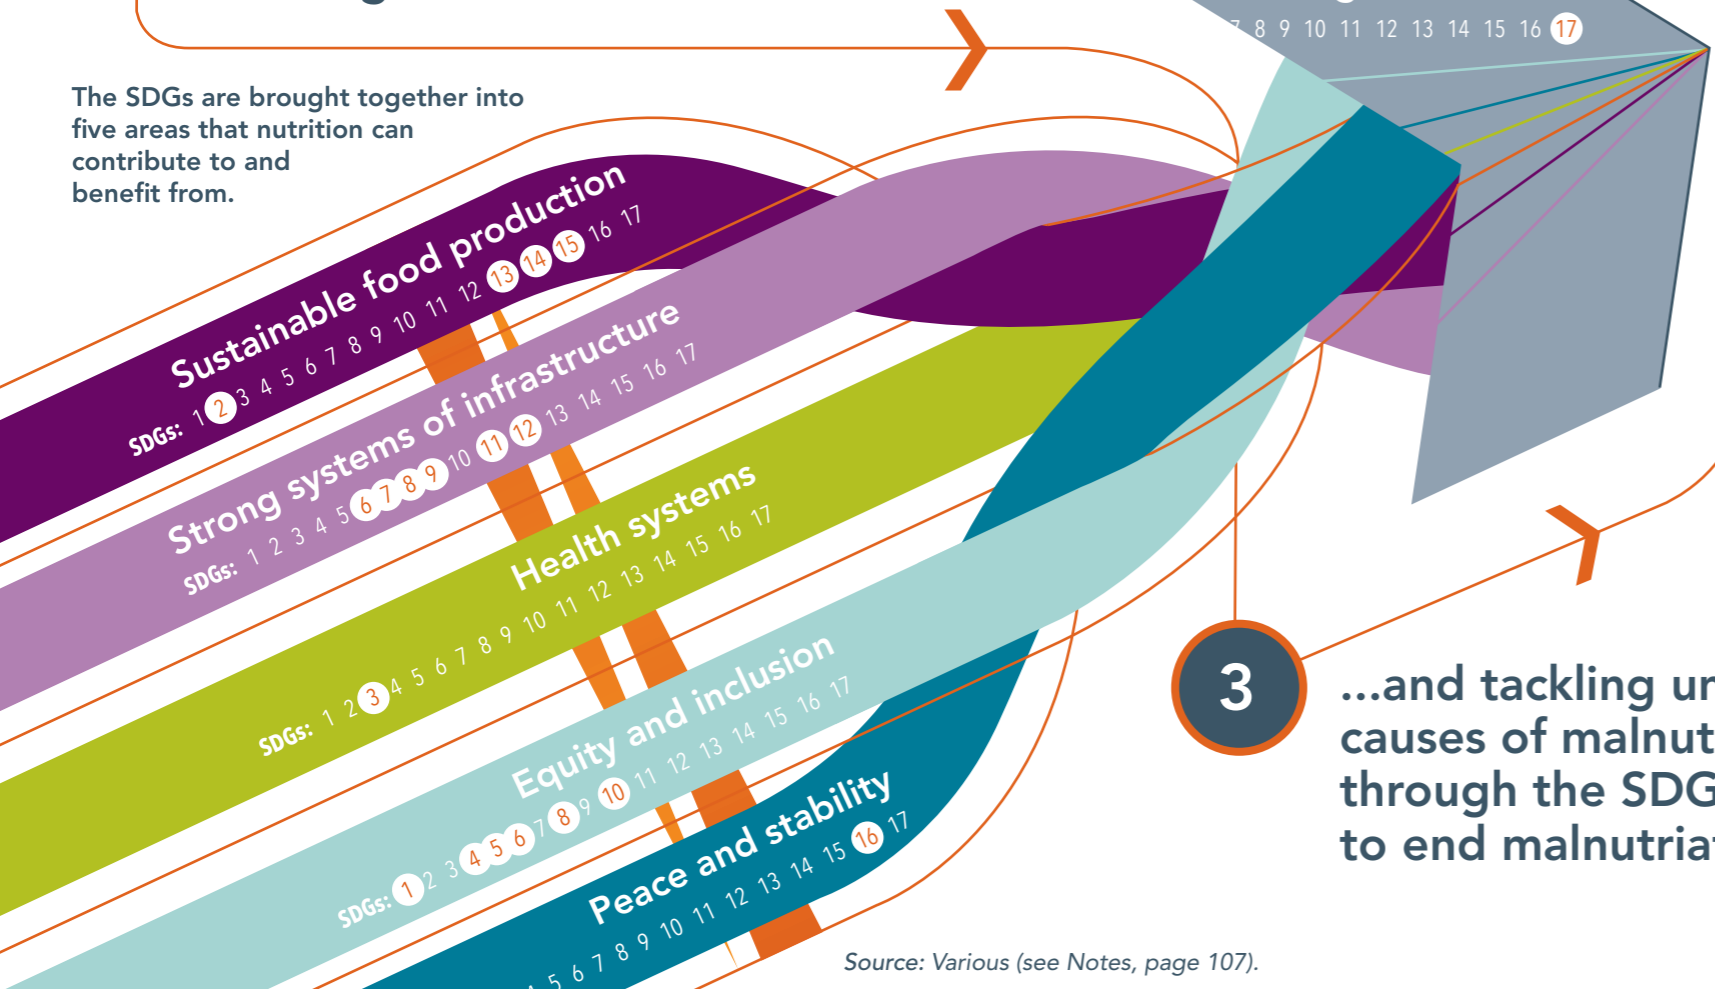 7 8 9 10 11 12 13 14 15 16 17
The SDGs are brought together into
five areas that nutrition can
contribute to and
benefit from.
Sustainable food production
SDGs: 1 2 3 4 5 6 7 8 9 10 11 12 13 14 15 16 17
Strong systems of infrastructure
SDGs: 1 2 3 4 5 6 7 8 9 10 11 12 13 14 15 16 17
Health systems
SDGs: 1 2 3 4 5 6 7 8 9 10 11 12 13 14 15 16 17
Equity and inclusion
SDGs: 1 2 3 4 5 6 7 8 9 10 11 12 13 14 15 16 17
Peace and stability
5 6 7 8 9 10 11 12 13 14 15 16 17
3
...and tackling un
causes of malnut
through the SDG
to end malnutriat
Source: Various (see Notes, page 107).